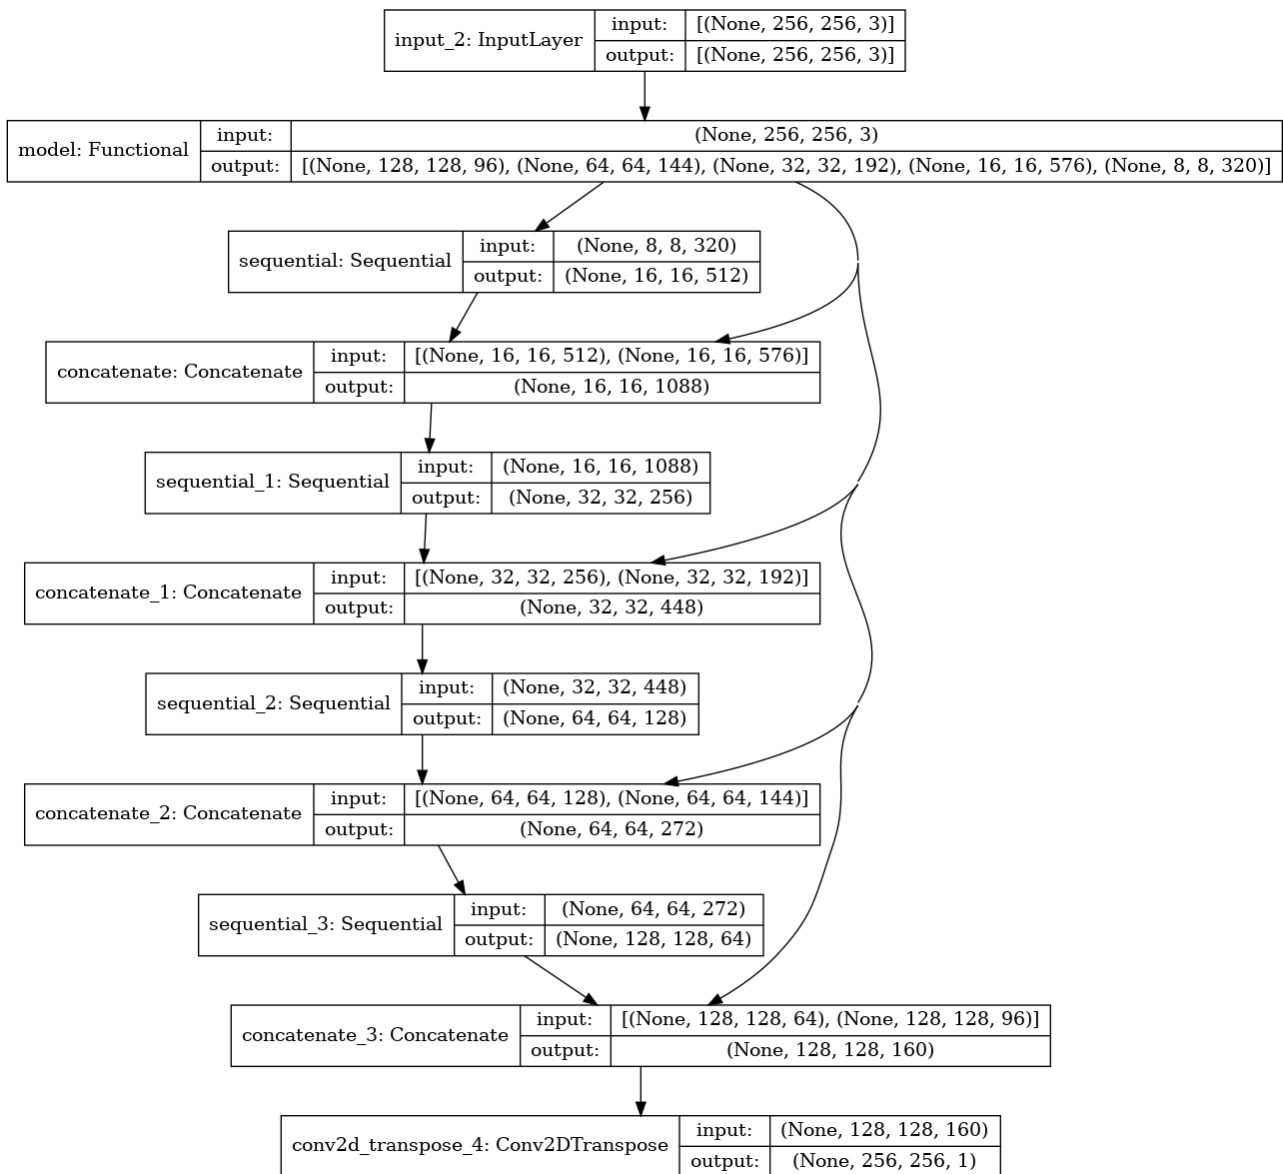 input_2: InputLayer
input: [(None, 256, 256, 3)]
output: [(None, 256, 256, 3)]
model: Functional
input: (None, 256, 256, 3)
output: [(None, 128, 128, 96), (None, 64, 64, 144), (None, 32, 32, 192), (None, 16, 16, 576), (None, 8, 8, 320)]
sequential: Sequential
input: (None, 8, 8, 320)
output: (None, 16, 16, 512)
concatenate: Concatenate
input: [(None, 16, 16, 512), (None, 16, 16, 576)]
output: (None, 16, 16, 1088)
sequential_1: Sequential
input: (None, 16, 16, 1088)
output: (None, 32, 32, 256)
concatenate_1: Concatenate
input: [(None, 32, 32, 256), (None, 32, 32, 192)]
output: (None, 32, 32, 448)
sequential_2: Sequential
input: (None, 32, 32, 448)
output: (None, 64, 64, 128)
concatenate_2: Concatenate
input: [(None, 64, 64, 128), (None, 64, 64, 144)]
output: (None, 64, 64, 272)
sequential_3: Sequential
input: (None, 64, 64, 272)
output: (None, 128, 128, 64)
concatenate_3: Concatenate
input: [(None, 128, 128, 64), (None, 128, 128, 96)]
output: (None, 128, 128, 160)
conv2d_transpose_4: Conv2DTranspose
input: (None, 128, 128, 160)
output: (None, 256, 256, 1)